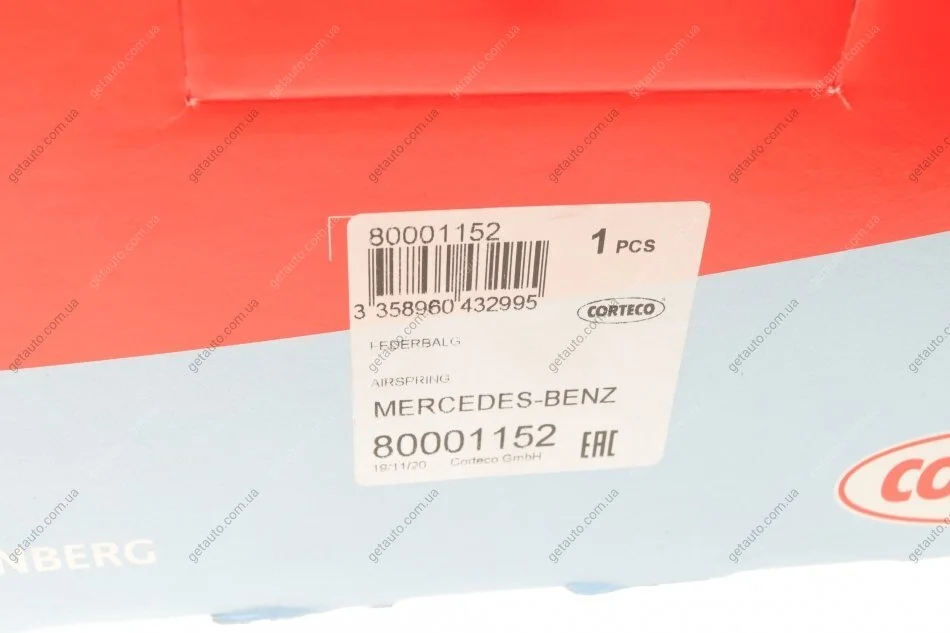 80001152
1 PCS
3 358960 432995
CORTECO
FEDERBALG
AIRSPRING
MERCEDES-BENZ
80001152
EAC
19/11/20 Corteco GmbH
CO
NBERG
getauto.com.ua